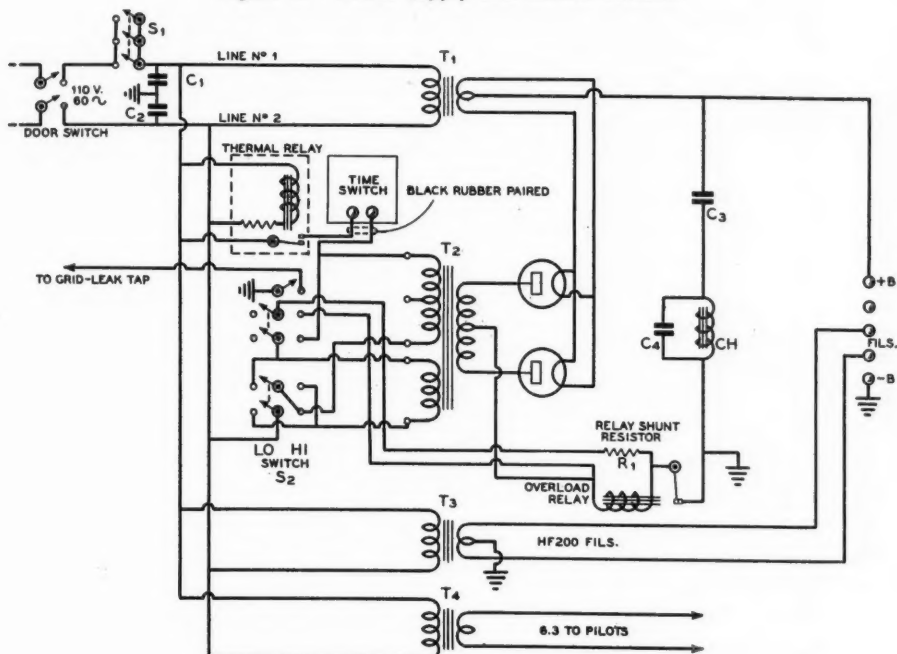 S1
T1
LINE Nº 1
C1
110 V.
60 ~
C2
LINE Nº 2
DOOR SWITCH
THERMAL RELAY
TIME
SWITCH
BLACK RUBBER PAIRED
C3
T2
TO GRID-LEAK TAP
+B
C4
CH
FILS.
-B
LO HI
SWITCH
S2
RELAY SHUNT
RESISTOR
R1
OVERLOAD
RELAY
T3
HF200 FILS.
T4
6.3 TO PILOTS